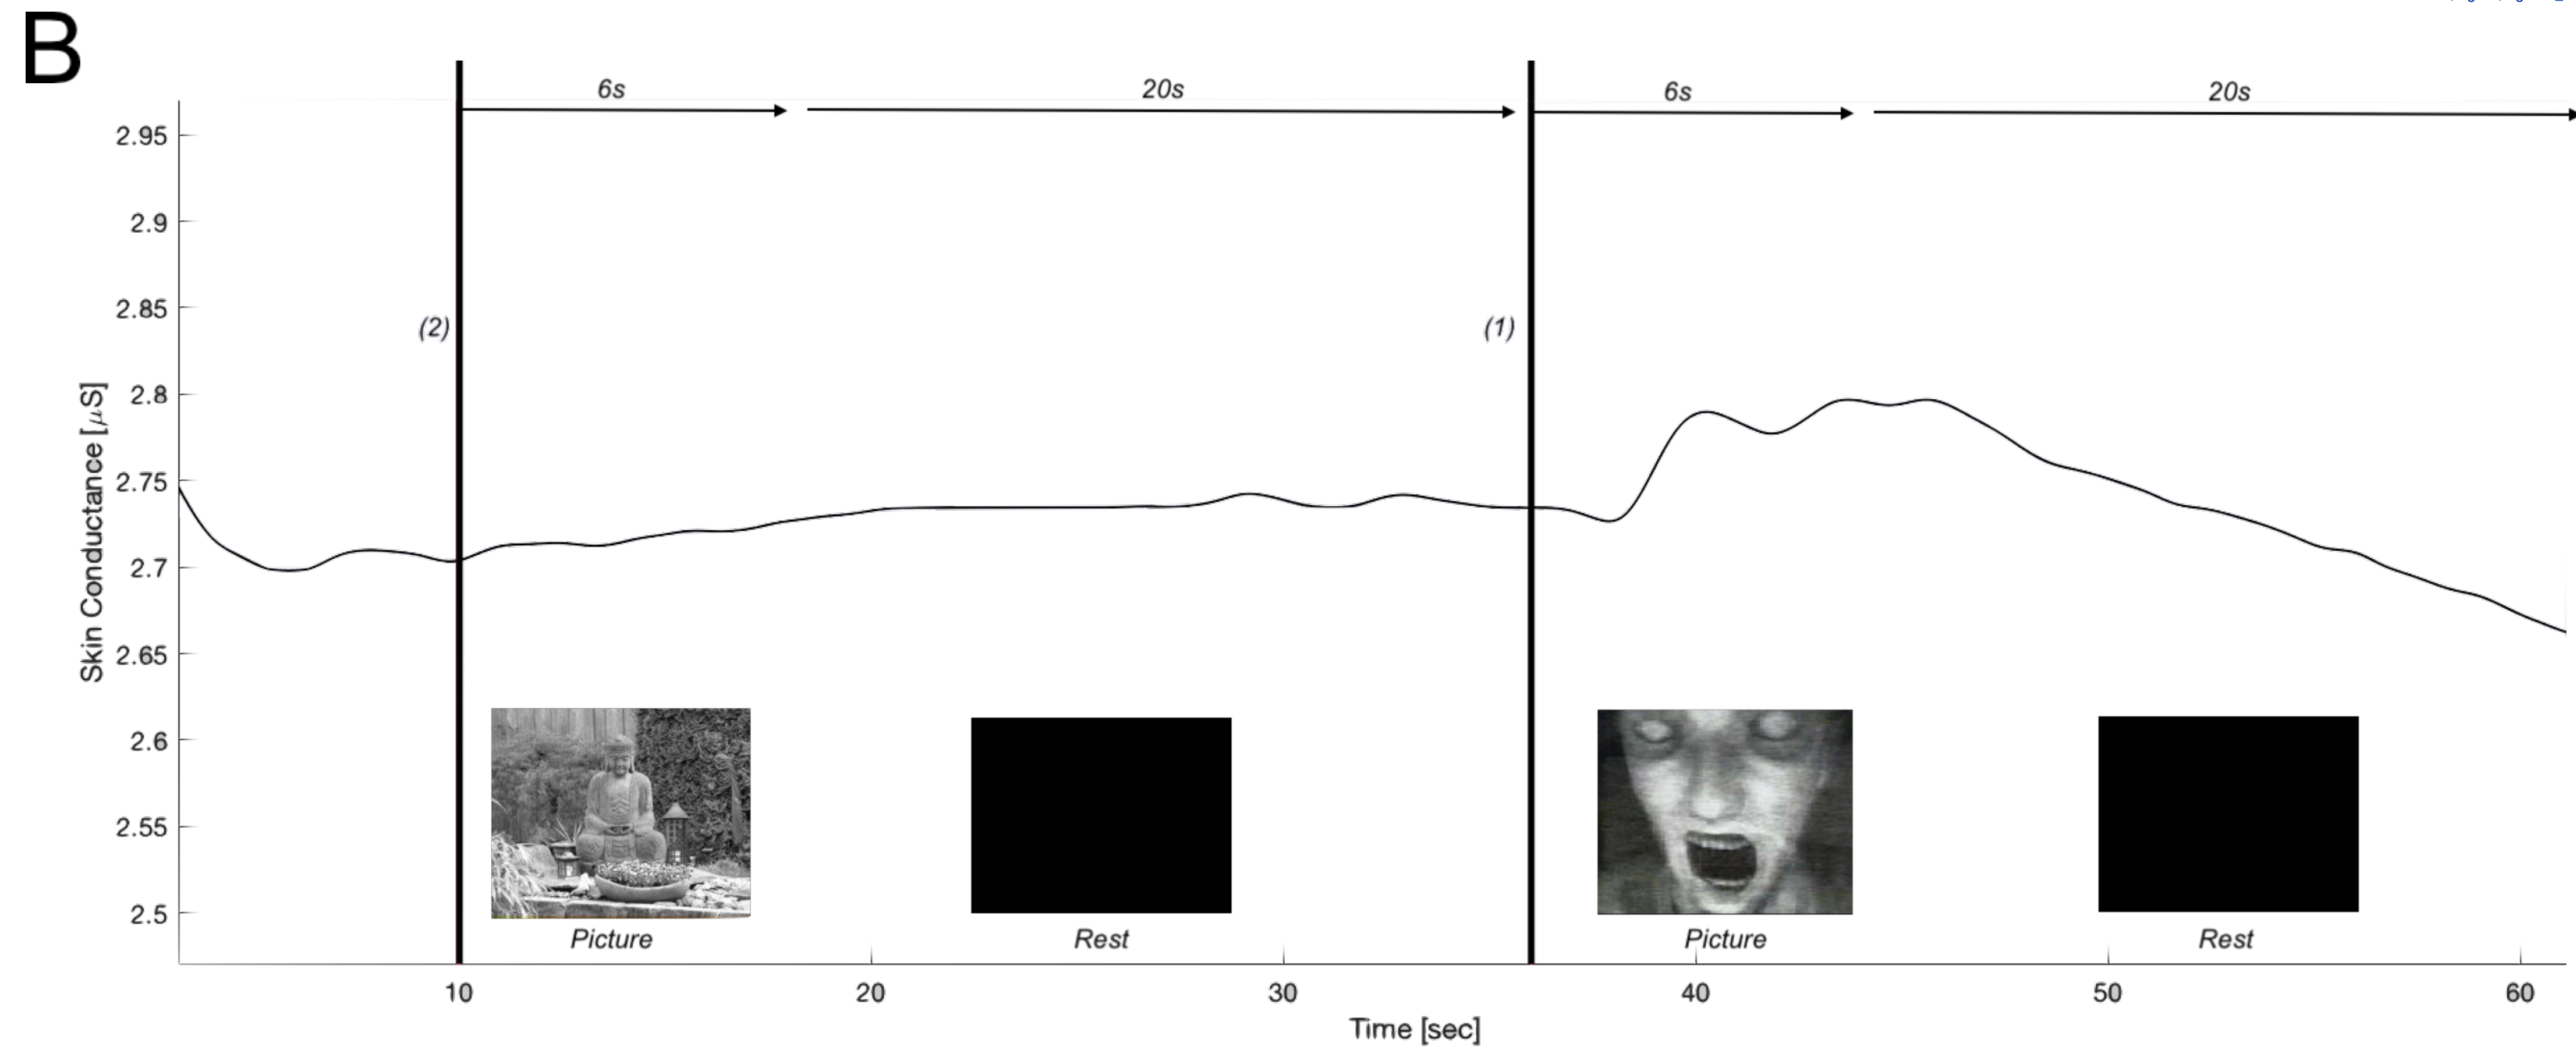 B
6s
20s
6s
20s
2.95
2.9
2.85
(2)
(1)
2.8
2.75
2.7
2.65
2.6
2.55
2.5
Skin Conductance [μS]
Picture
Rest
Picture
Rest
10
20
30
40
50
60
Time [sec]